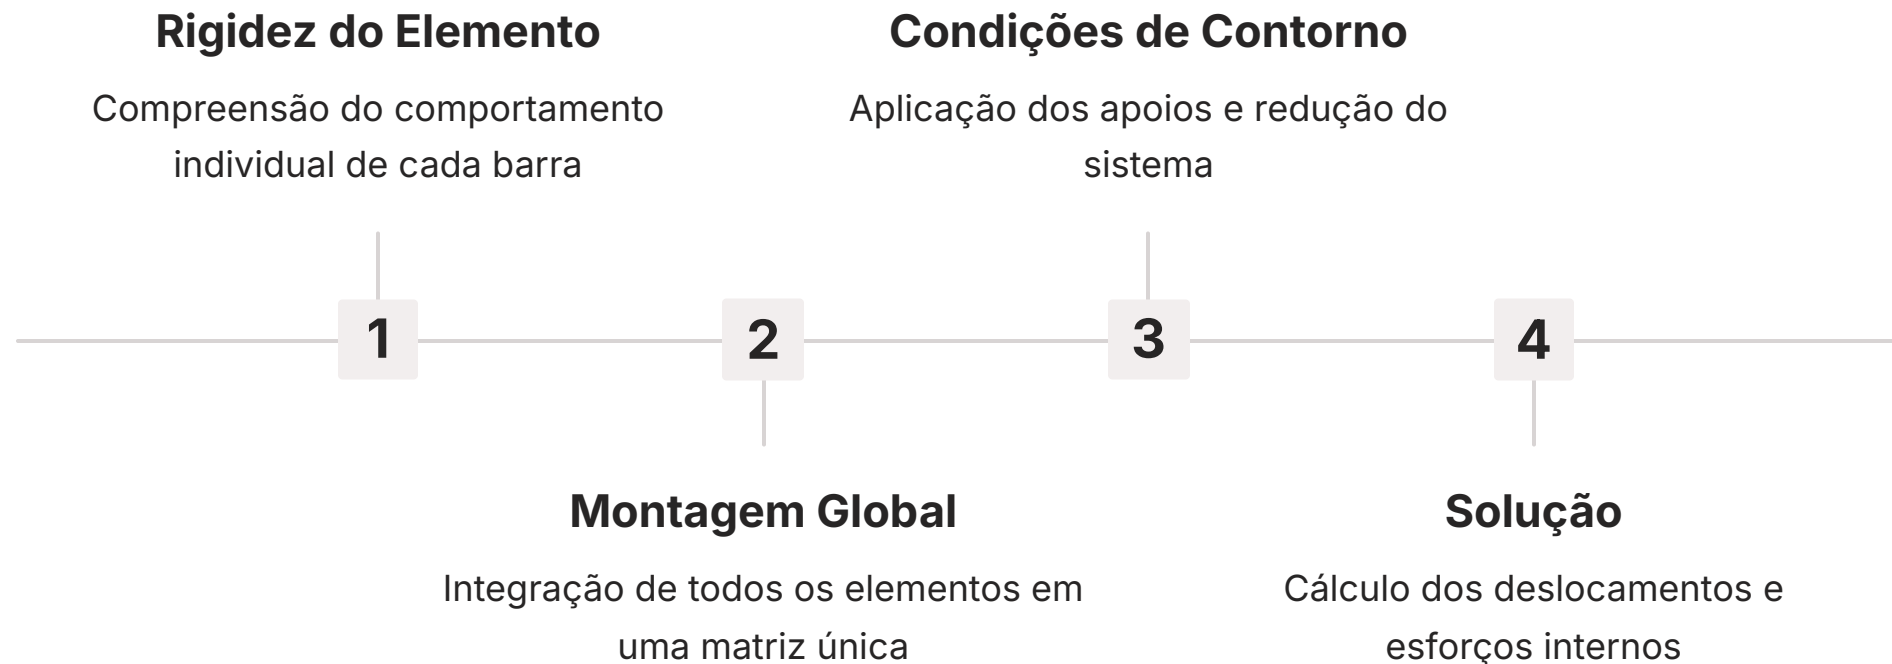 Rigidez do Elemento
Compreensão do comportamento
individual de cada barra
Condições de Contorno
Aplicação dos apoios e redução do
sistema
1
2
3
4
Montagem Global
Integração de todos os elementos em
uma matriz única
Solução
Cálculo dos deslocamentos e
esforços internos